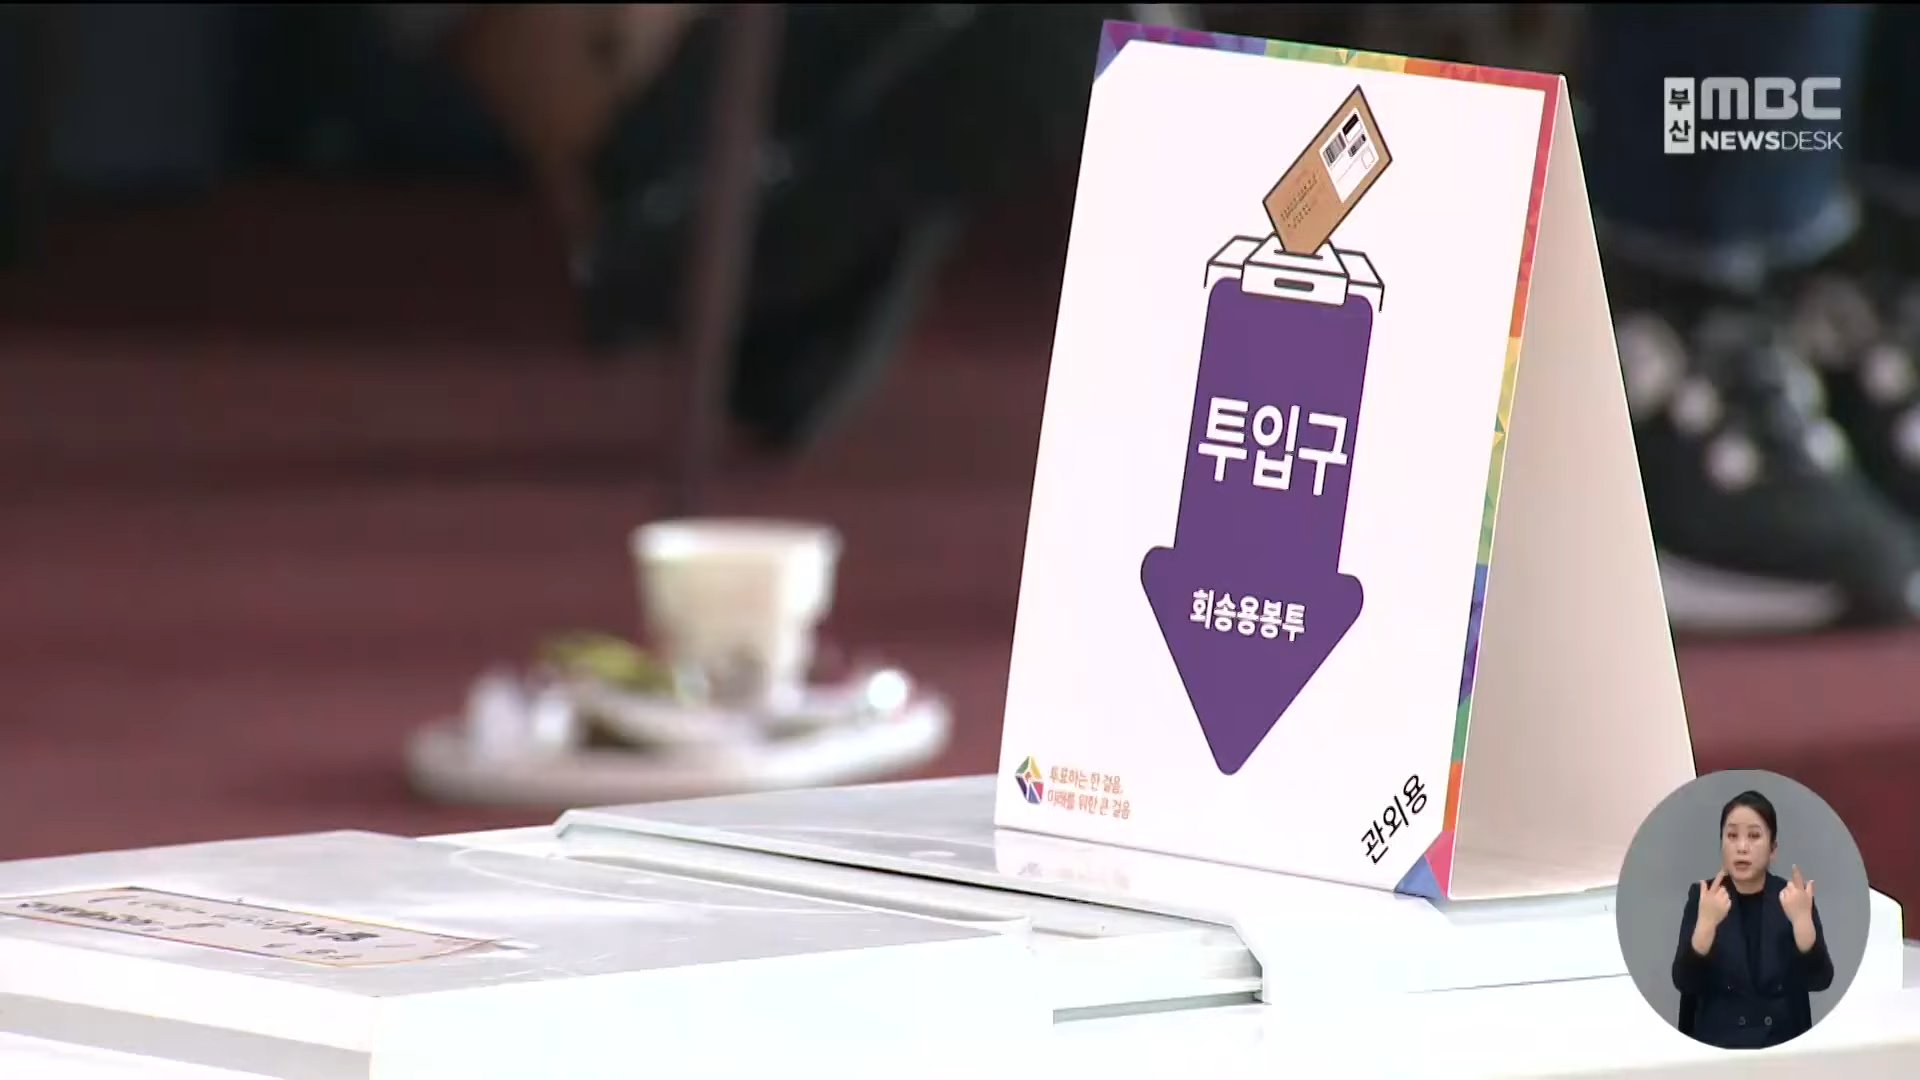 부산 MBC
NEWSDESK
투입구
회송용봉투
투표하는 한 걸음,
미래를 위한 큰 걸음
관외용